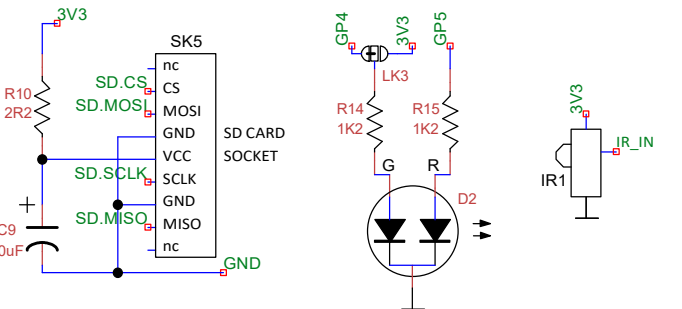 3V3
R10
2R2
C9
0uF
SK5
nc
SD.CS
CS
SD.MOSI
MOSI
GND
SD CARD
VCC
SOCKET
SD.SCLK
SCLK
GND
SD.MISO
MISO
nc
GND
GP4
3V3
GP5
LK3
R14
1K2
R15
1K2
G
R
D2
3V3
IR_IN
IR1